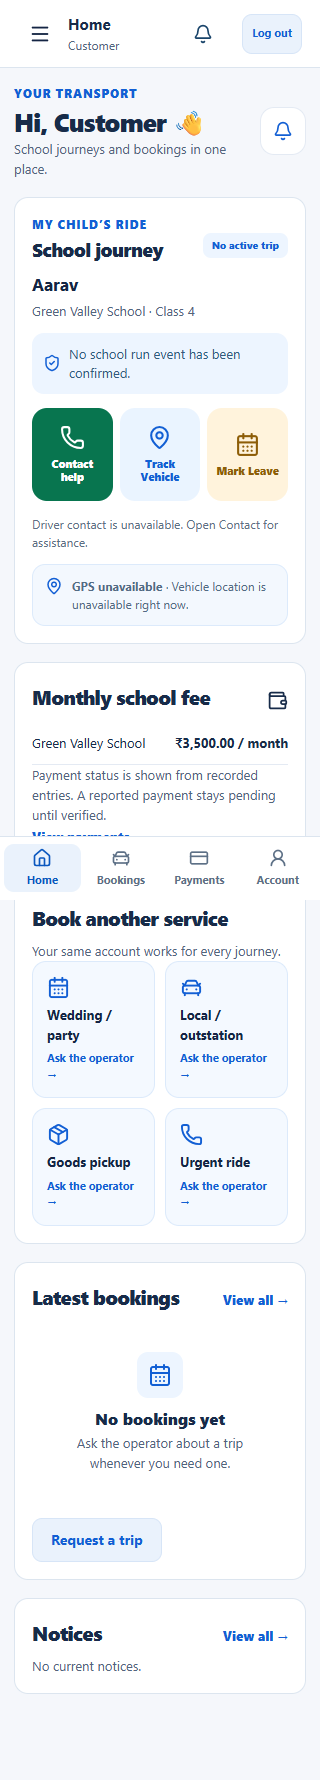 Home
Customer
Log out
YOUR TRANSPORT
Hi, Customer 👋
School journeys and bookings in one
place.
MY CHILD'S RIDE
School journey
No active trip
Aarav
Green Valley School · Class 4
No school run event has been
confirmed.
Contact
help
Track
Vehicle
Mark Leave
Driver contact is unavailable. Open Contact for
assistance.
GPS unavailable · Vehicle location is
unavailable right now.
Monthly school fee
Green Valley School ₹3,500.00 / month
Payment status is shown from recorded
entries. A reported payment stays pending
until verified.
View payments
Home
Bookings
Payments
Account
Book another service
Your same account works for every journey.
Wedding /
party
Ask the operator
→
Local /
outstation
Ask the operator
→
Goods pickup
Ask the operator
→
Urgent ride
Ask the operator
→
Latest bookings
View all →
No bookings yet
Ask the operator about a trip
whenever you need one.
Request a trip
Notices
View all →
No current notices.